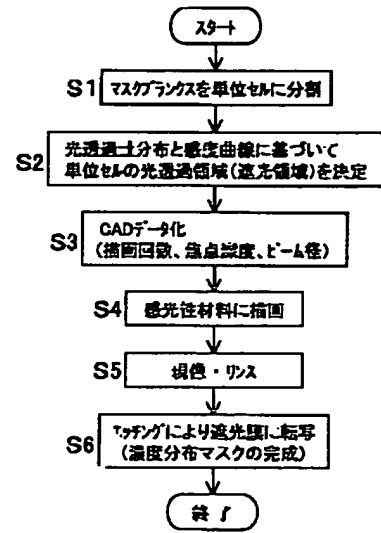 スタート
S1
マスクブランクスを単位セルに分割
S2
光透過量分布と感度曲線に基づいて
単位セルの光透過領域(遮光領域)を決定
S3
CADデータ化
(描画回数、焦点深度、ビーム径)
S4
感光性材料に描画
S5
現像・リンス
S6
エッチングにより遮光膜に転写
(濃度分布マスクの完成)
終了